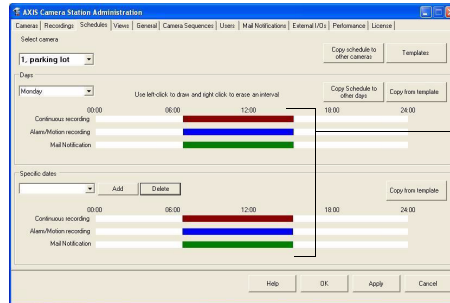 AXIS Camera Station Administration
Cameras Recordings Schedules Views General Camera Sequences Users Mail Notifications External I/Os Performance License
Select camera
1, parking lot
Copy schedule to other cameras
Templates
Days
Monday
Use left-click to draw and right click to erase an interval
Copy Schedule to other days
Copy from template
00:00 06:00 12:00 18:00 24:00
Continuous recording
Alarm/Motion recording
Mail Notification
Specific dates
Add
Delete
Copy from template
00:00 06:00 12:00 18:00 24:00
Continuous recording
Alarm/Motion recording
Mail Notification
Help OK Apply Cancel